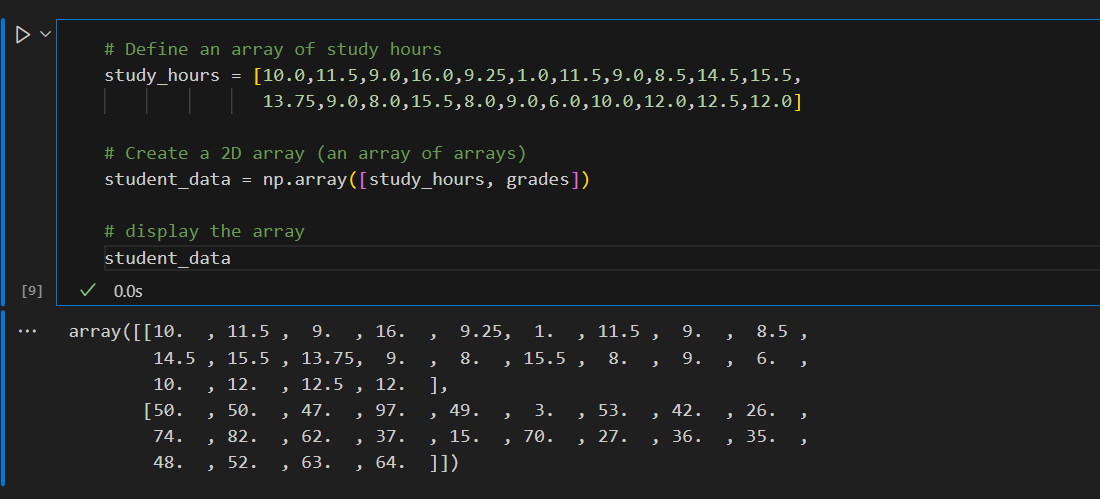 # Define an array of study hours
study_hours = [10.0,11.5,9.0,16.0,9.25,1.0,11.5,9.0,8.5,14.5,15.5,
               13.75,9.0,8.0,15.5,8.0,9.0,6.0,10.0,12.0,12.5,12.0]
# Create a 2D array (an array of arrays)
student_data = np.array([study_hours, grades])
# display the array
student_data
[9] 0.0s
array([[10.  , 11.5 ,  9.  , 16.  ,  9.25,  1.  , 11.5 ,  9.  ,  8.5 ,
        14.5 , 15.5 , 13.75,  9.  ,  8.  , 15.5 ,  8.  ,  9.  ,  6.  ,
        10.  , 12.  , 12.5 , 12.  ],
       [50.  , 50.  , 47.  , 97.  , 49.  ,  3.  , 53.  , 42.  , 26.  ,
        74.  , 82.  , 62.  , 37.  , 15.  , 70.  , 27.  , 36.  , 35.  ,
        48.  , 52.  , 63.  , 64.  ]])